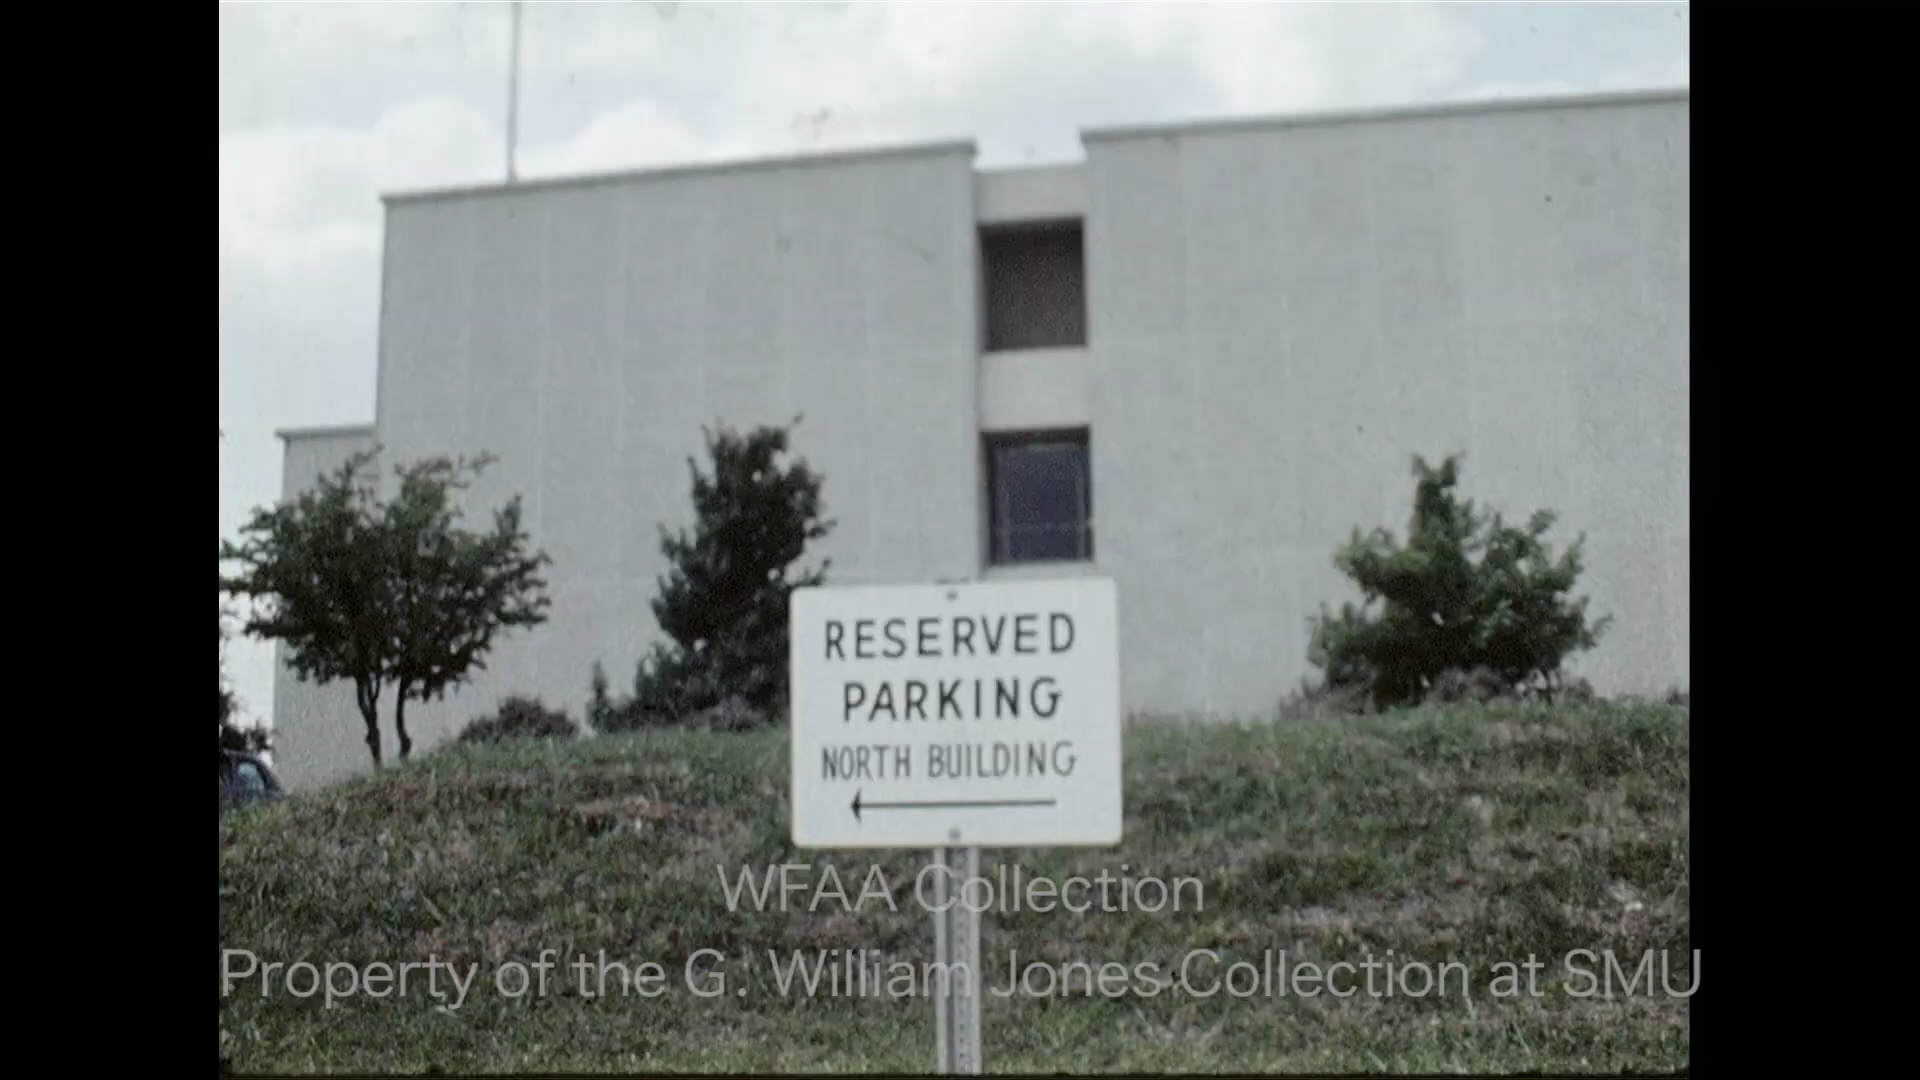 RESERVED
PARKING
NORTH BUILDING
WFAA Collection
Property of the G. William Jones Collection at SMU